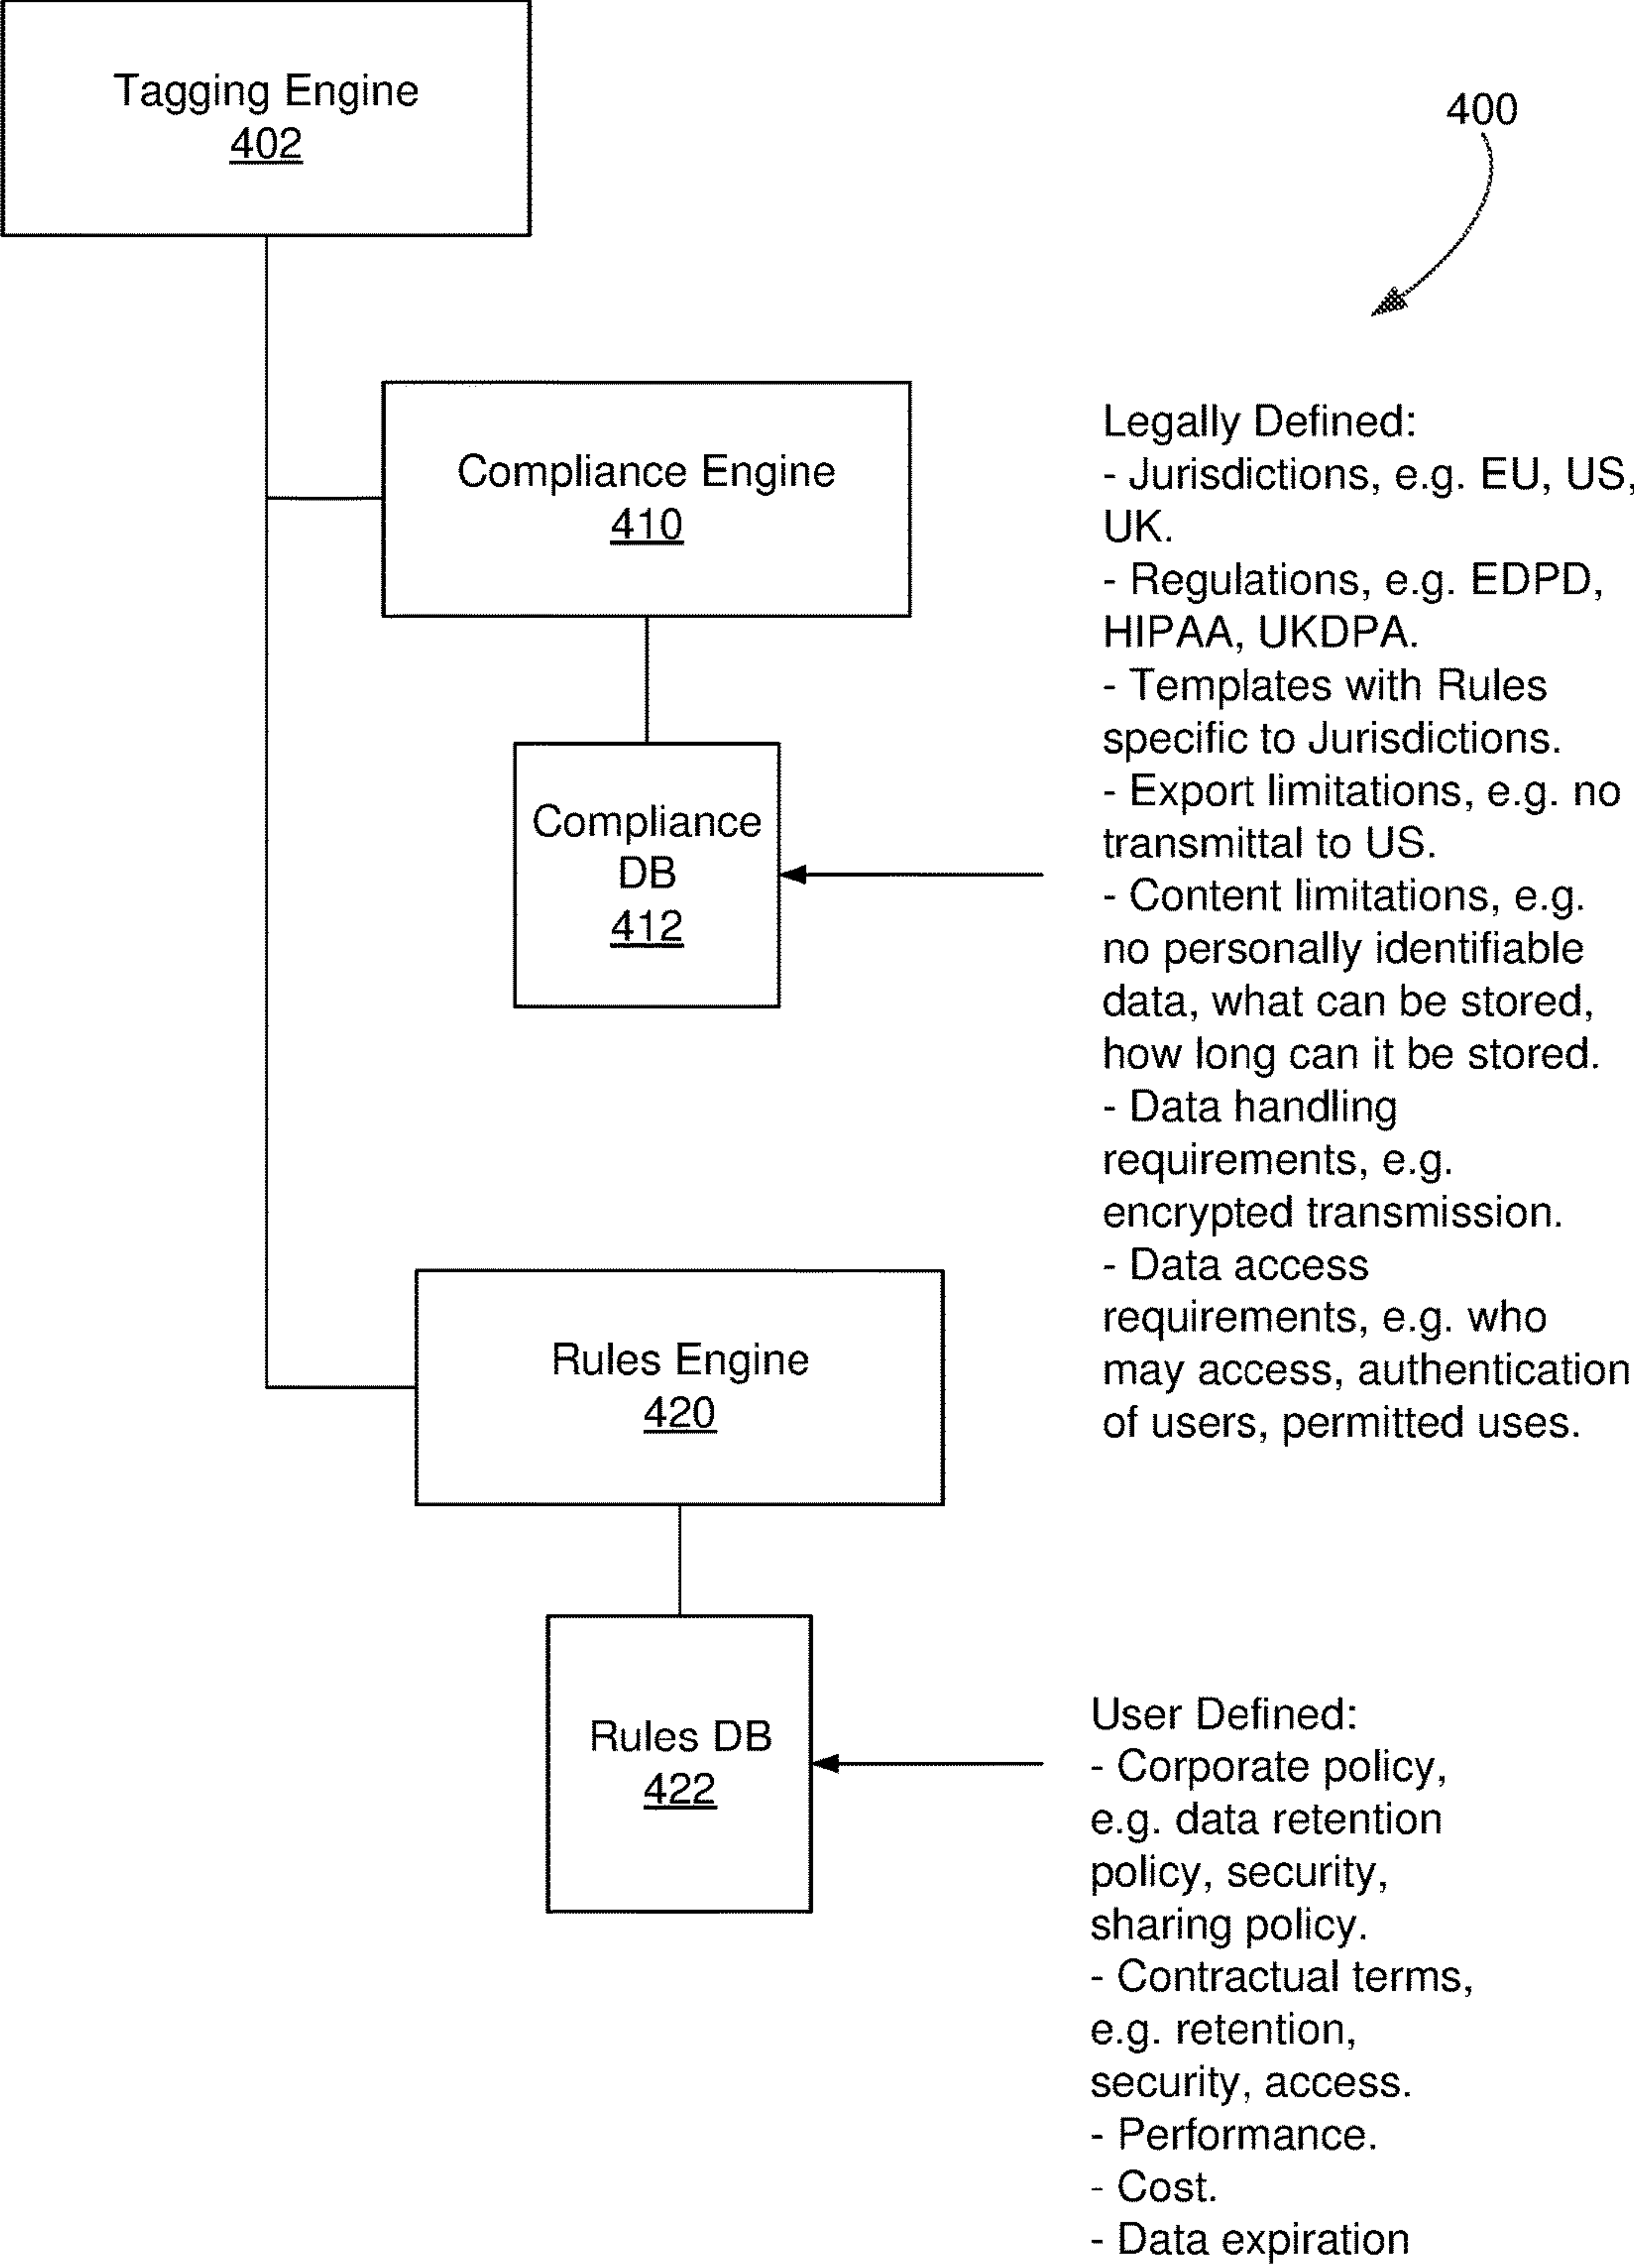 Tagging Engine
402
400
Compliance Engine
410
Compliance
DB
412
Legally Defined:
- Jurisdictions, e.g. EU, US,
UK.
- Regulations, e.g. EDPD,
HIPAA, UKDPA.
- Templates with Rules
specific to Jurisdictions.
- Export limitations, e.g. no
transmittal to US.
- Content limitations, e.g.
no personally identifiable
data, what can be stored,
how long can it be stored.
- Data handling
requirements, e.g.
encrypted transmission.
- Data access
requirements, e.g. who
may access, authentication
of users, permitted uses.
Rules Engine
420
Rules DB
422
User Defined:
- Corporate policy,
e.g. data retention
policy, security,
sharing policy.
- Contractual terms,
e.g. retention,
security, access.
- Performance.
- Cost.
- Data expiration